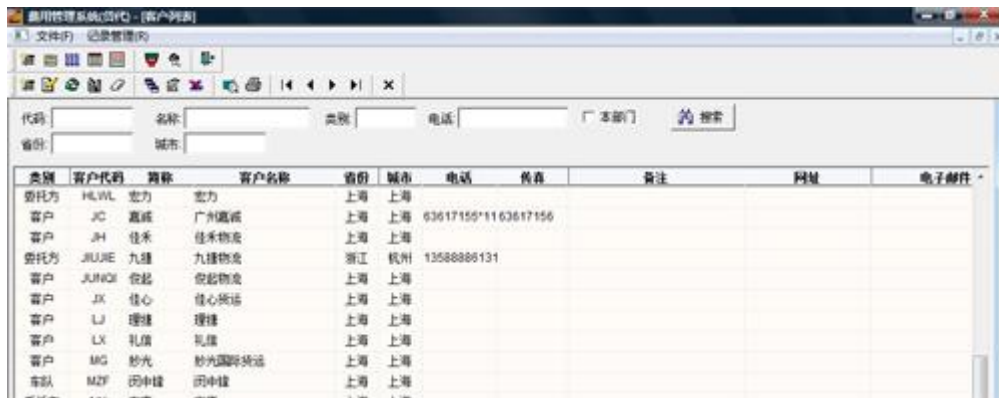 费用管理系统(货代) - [客户列表]
文件(F) 记录管理(R)
代码: 名称: 类别: 电话: 本部门 搜索
省份: 城市:
类别 客户代码 简称 客户名称 省份 城市 电话 传真 备注 网址 电子邮件
委托方 HLWL 宏力 宏力 上海 上海
客户 JC 嘉诚 广州嘉诚 上海 上海 63617155*11 63617156
客户 JH 佳禾 佳禾物流 上海 上海
委托方 JIUJIE 九捷 九捷物流 浙江 杭州 13588886131
客户 JUNQI 俊起 俊起物流 上海 上海
客户 JX 佳心 佳心货运 上海 上海
客户 LJ 理捷 理捷 上海 上海
客户 LX 礼信 礼信 上海 上海
客户 MG 妙光 妙光国际货运 上海 上海
车队 MZF 上海 上海